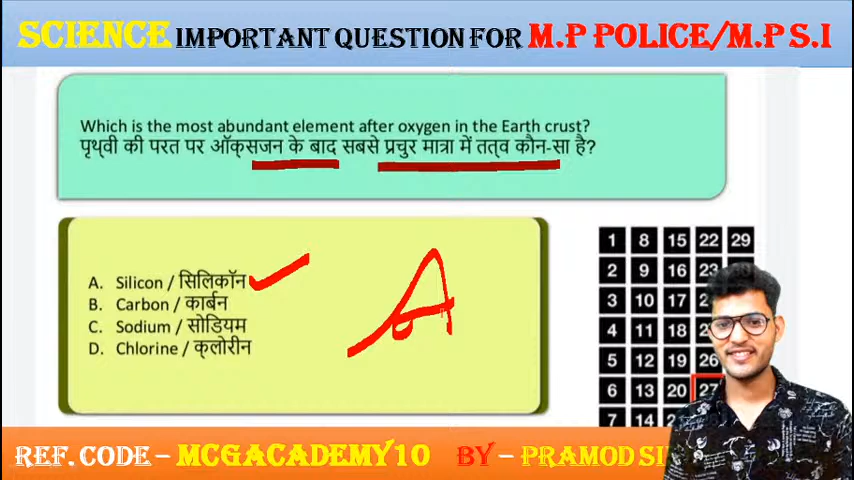 SCIENCE IMPORTANT QUESTION FOR M.P POLICE/M.P S.I
Which is the most abundant element after oxygen in the Earth crust?
पृथ्वी की परत पर ऑक्सजन के बाद सबसे प्रचुर मात्रा में तत्व कौन-सा है?
A. Silicon / सिलिकॉन
B. Carbon / कार्बन
C. Sodium / सोडियम
D. Chlorine / क्लोरीन
A
1 8 15 22 29
2 9 16 23
3 10 17
4 11 18
5 12 19 26
6 13 20 27
7 14
REF. CODE - MCGACADEMY10 BY - PRAMOD